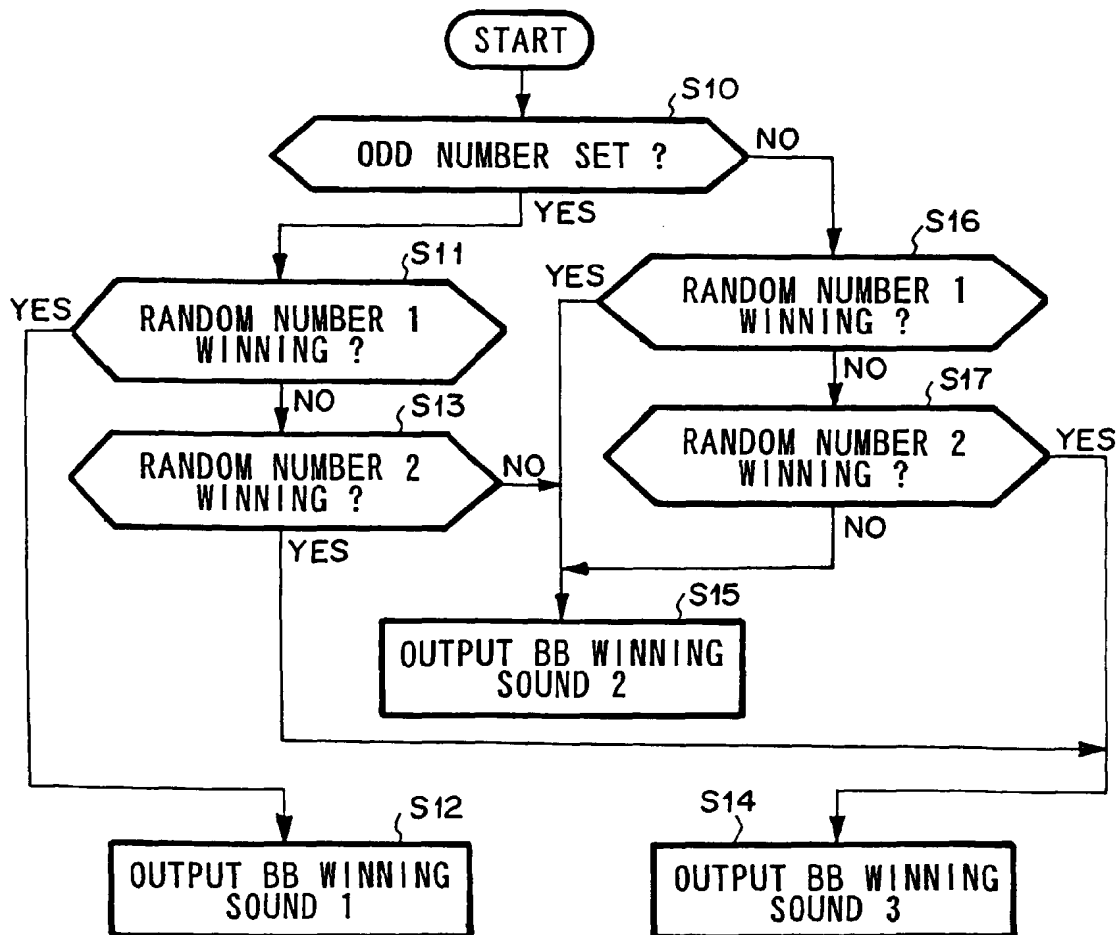 START
S10
ODD NUMBER SET ?
NO
YES
S11
S16
YES
RANDOM NUMBER 1
WINNING ?
YES
RANDOM NUMBER 1
WINNING ?
NO
S13
NO
S17
RANDOM NUMBER 2
WINNING ?
NO
RANDOM NUMBER 2
WINNING ?
YES
YES
NO
S15
OUTPUT BB WINNING
SOUND 2
S12
OUTPUT BB WINNING
SOUND 1
S14
OUTPUT BB WINNING
SOUND 3